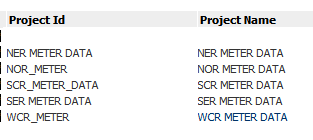 Project Id Project Name
NER METER DATA NER METER DATA
NOR_METER NOR METER DATA
SCR_METER_DATA SCR METER DATA
SER METER DATA SER METER DATA
WCR_METER WCR METER DATA